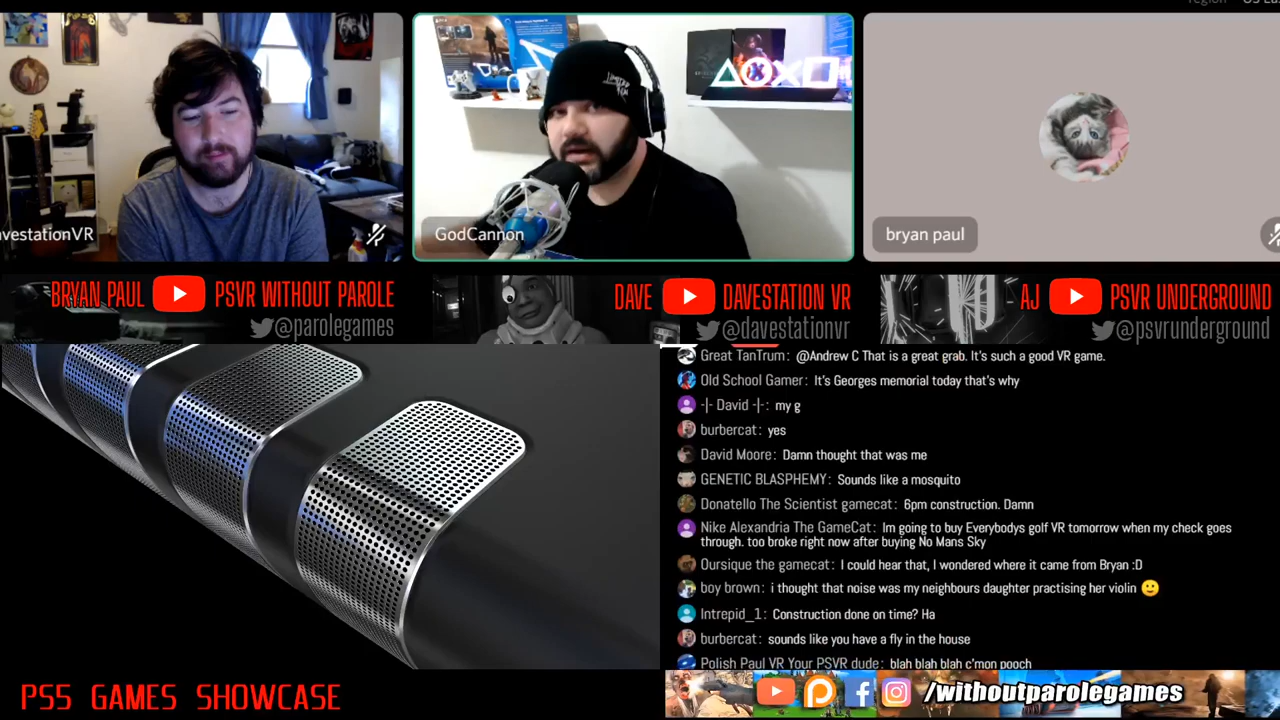 region
avestationVR
GodCannon
bryan paul
BRYAN PAUL
PSVR WITHOUT PAROLE
@parolegames
DAVE
DAVESTATION VR
@davestationvr
AJ
PSVR UNDERGROUND
@psvrunderground
Great TanTrum: @Andrew C That is a great grab. It's such a good VR game.
Old School Gamer: It's Georges memorial today that's why
-|- David -|-: my g
burbercat: yes
David Moore: Damn thought that was me
GENETIC BLASPHEMY: Sounds like a mosquito
Donatello The Scientist gamecat: 6pm construction. Damn
Nike Alexandria The GameCat: Im going to buy Everybodys golf VR tomorrow when my check goes
through. too broke right now after buying No Mans Sky
Oursique the gamecat: I could hear that, I wondered where it came from Bryan :D
boy brown: i thought that noise was my neighbours daughter practising her violin 🙂
Intrepid_1: Construction done on time? Ha
burbercat: sounds like you have a fly in the house
Polish Paul VR Your PSVR dude: blah blah blah c'mon pooch
PS5 GAMES SHOWCASE
/withoutparolegames